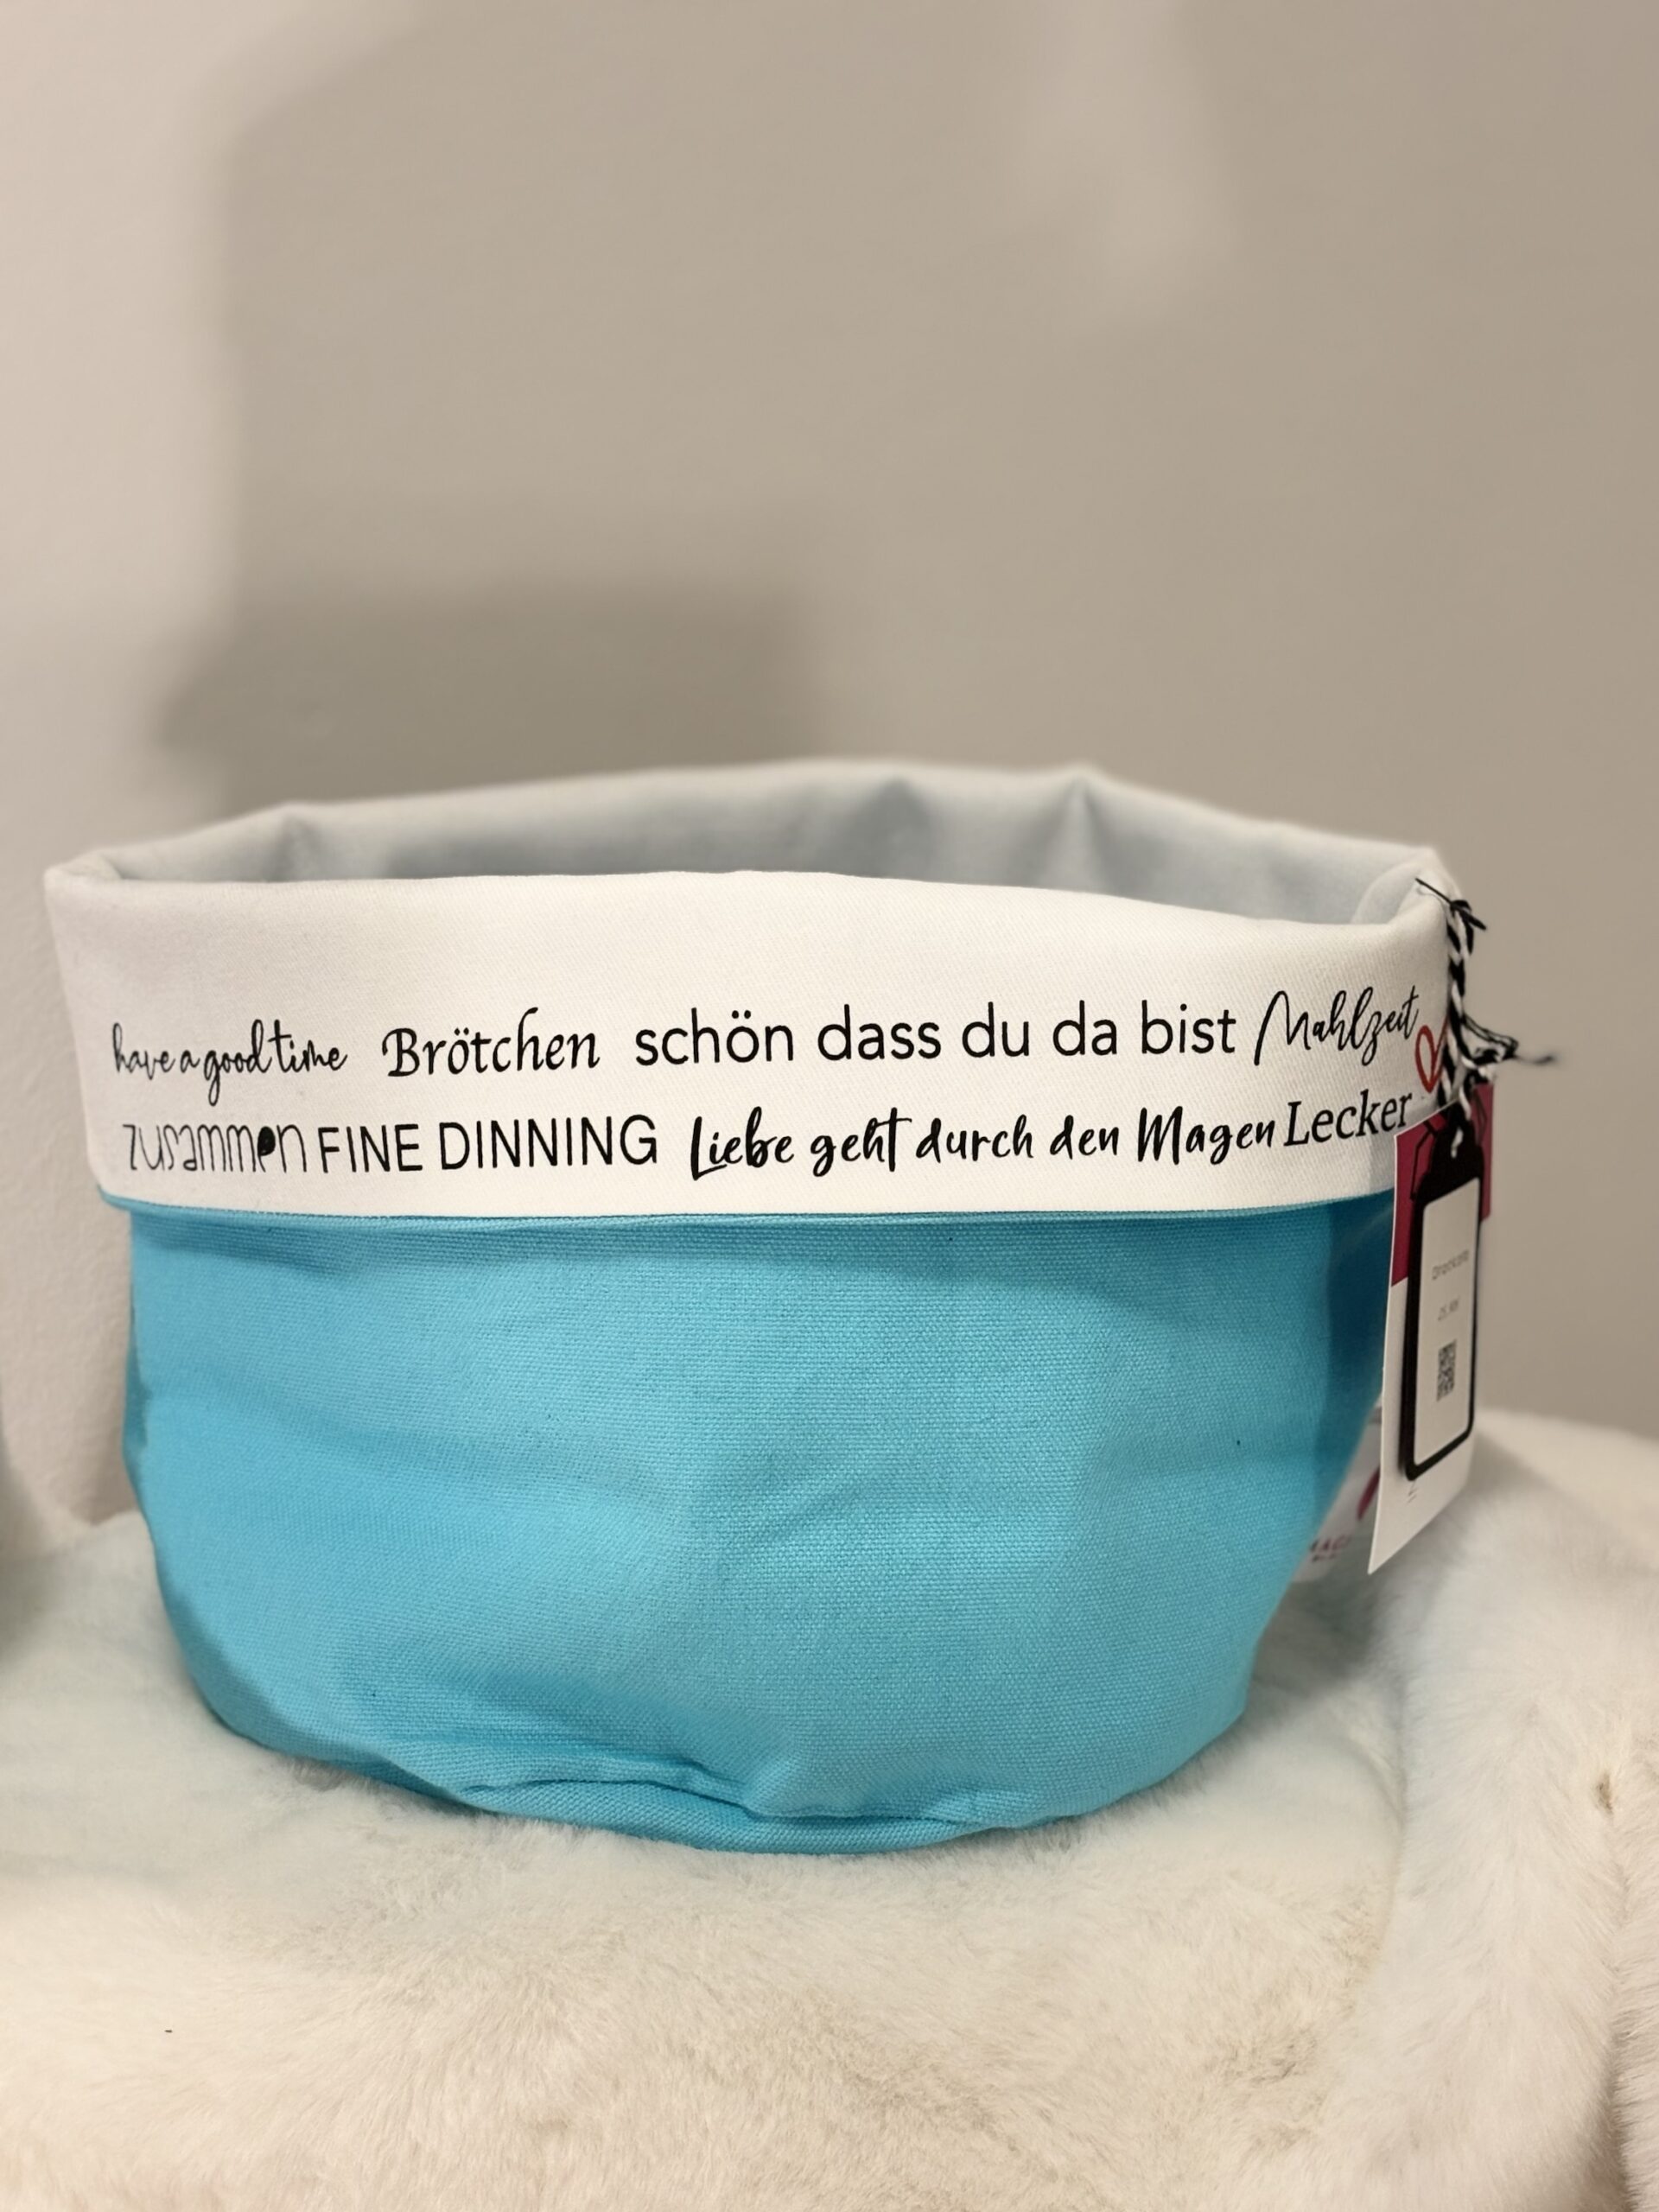 have a good time Brötchen schön dass du da bist Mahlzeit
zusammen FINE DINNING Liebe geht durch den Magen Lecker